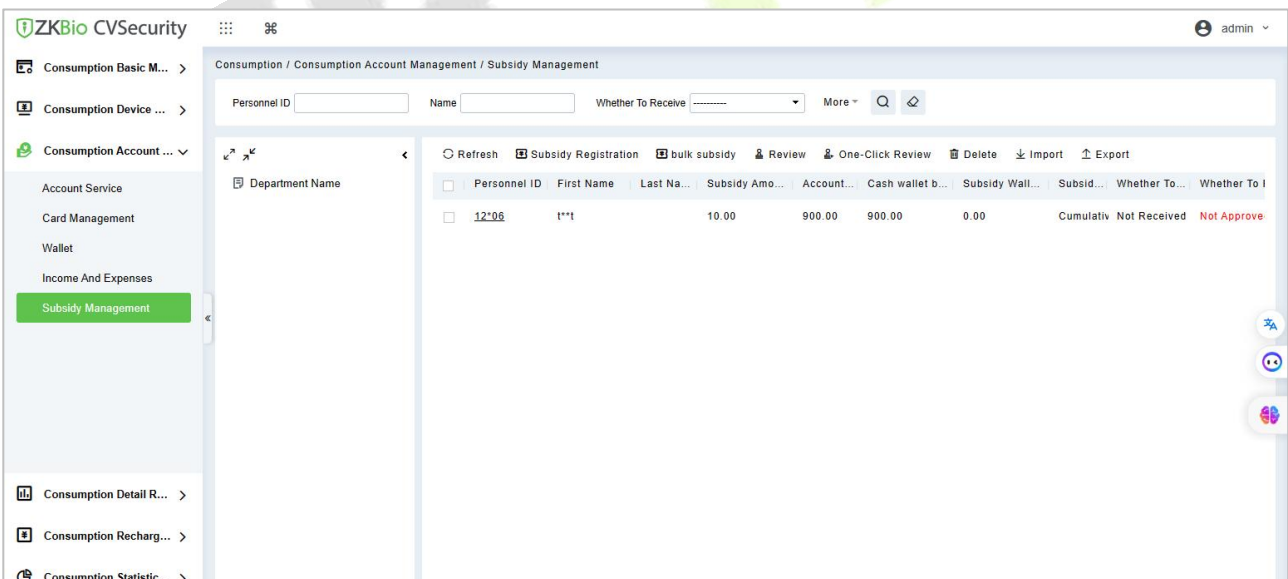 ZKBio CVSecurity
admin
Consumption Basic M...
Consumption Device ...
Consumption Account ...
Account Service
Card Management
Wallet
Income And Expenses
Subsidy Management
Consumption Detail R...
Consumption Recharg...
Consumption Statistic...
Consumption / Consumption Account Management / Subsidy Management
Personnel ID Name Whether To Receive ---------- More
Department Name
Refresh Subsidy Registration bulk subsidy Review One-Click Review Delete Import Export
Personnel ID First Name Last Na... Subsidy Amo... Account... Cash wallet b... Subsidy Wall... Subsid... Whether To... Whether To
12*06 t**t 10.00 900.00 900.00 0.00 Cumulativ Not Received Not Approve